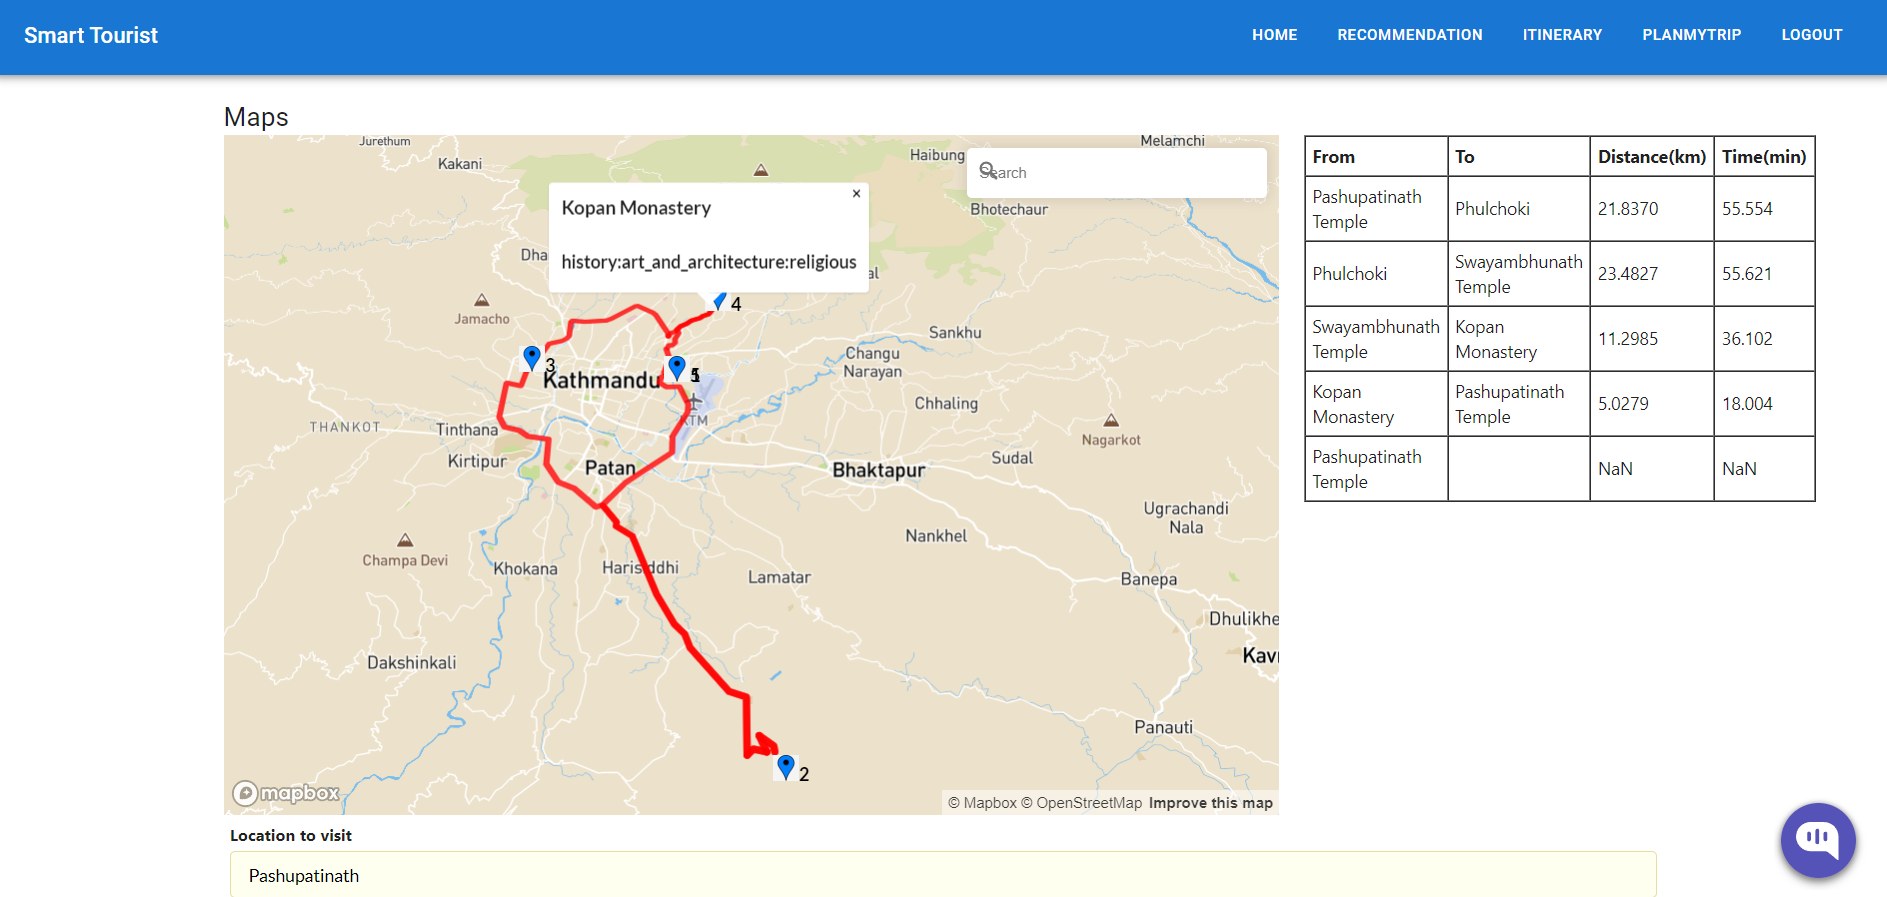 Smart Tourist
HOME RECOMMENDATION ITINERARY PLANMYTRIP LOGOUT
Maps
Jurethum
Kakani
Haibung
Melamchi
Search
Bhotechaur
×
Kopan Monastery
history:art_and_architecture:religious
Dha
al
4
Jamacho
Sankhu
3
Kathmandu
Changu
Narayan
Chhaling
TM
THANKOT
Tinthana
Kirtipur
Patan
Bhaktapur
Sudal
Nagarkot
Ugrachandi
Nala
Nankhel
Champa Devi
Khokana
Harisiddhi
Lamatar
Banepa
Dhulikhe
Kavr
Dakshinkali
Panauti
2
mapbox
© Mapbox © OpenStreetMap Improve this map
From To Distance(km) Time(min)
Pashupatinath
Temple
Phulchoki
21.8370
55.554
Phulchoki
Swayambhunath
Temple
23.4827
55.621
Swayambhunath
Temple
Kopan
Monastery
11.2985
36.102
Kopan
Monastery
Pashupatinath
Temple
5.0279
18.004
Pashupatinath
Temple
NaN
NaN
Location to visit
Pashupatinath